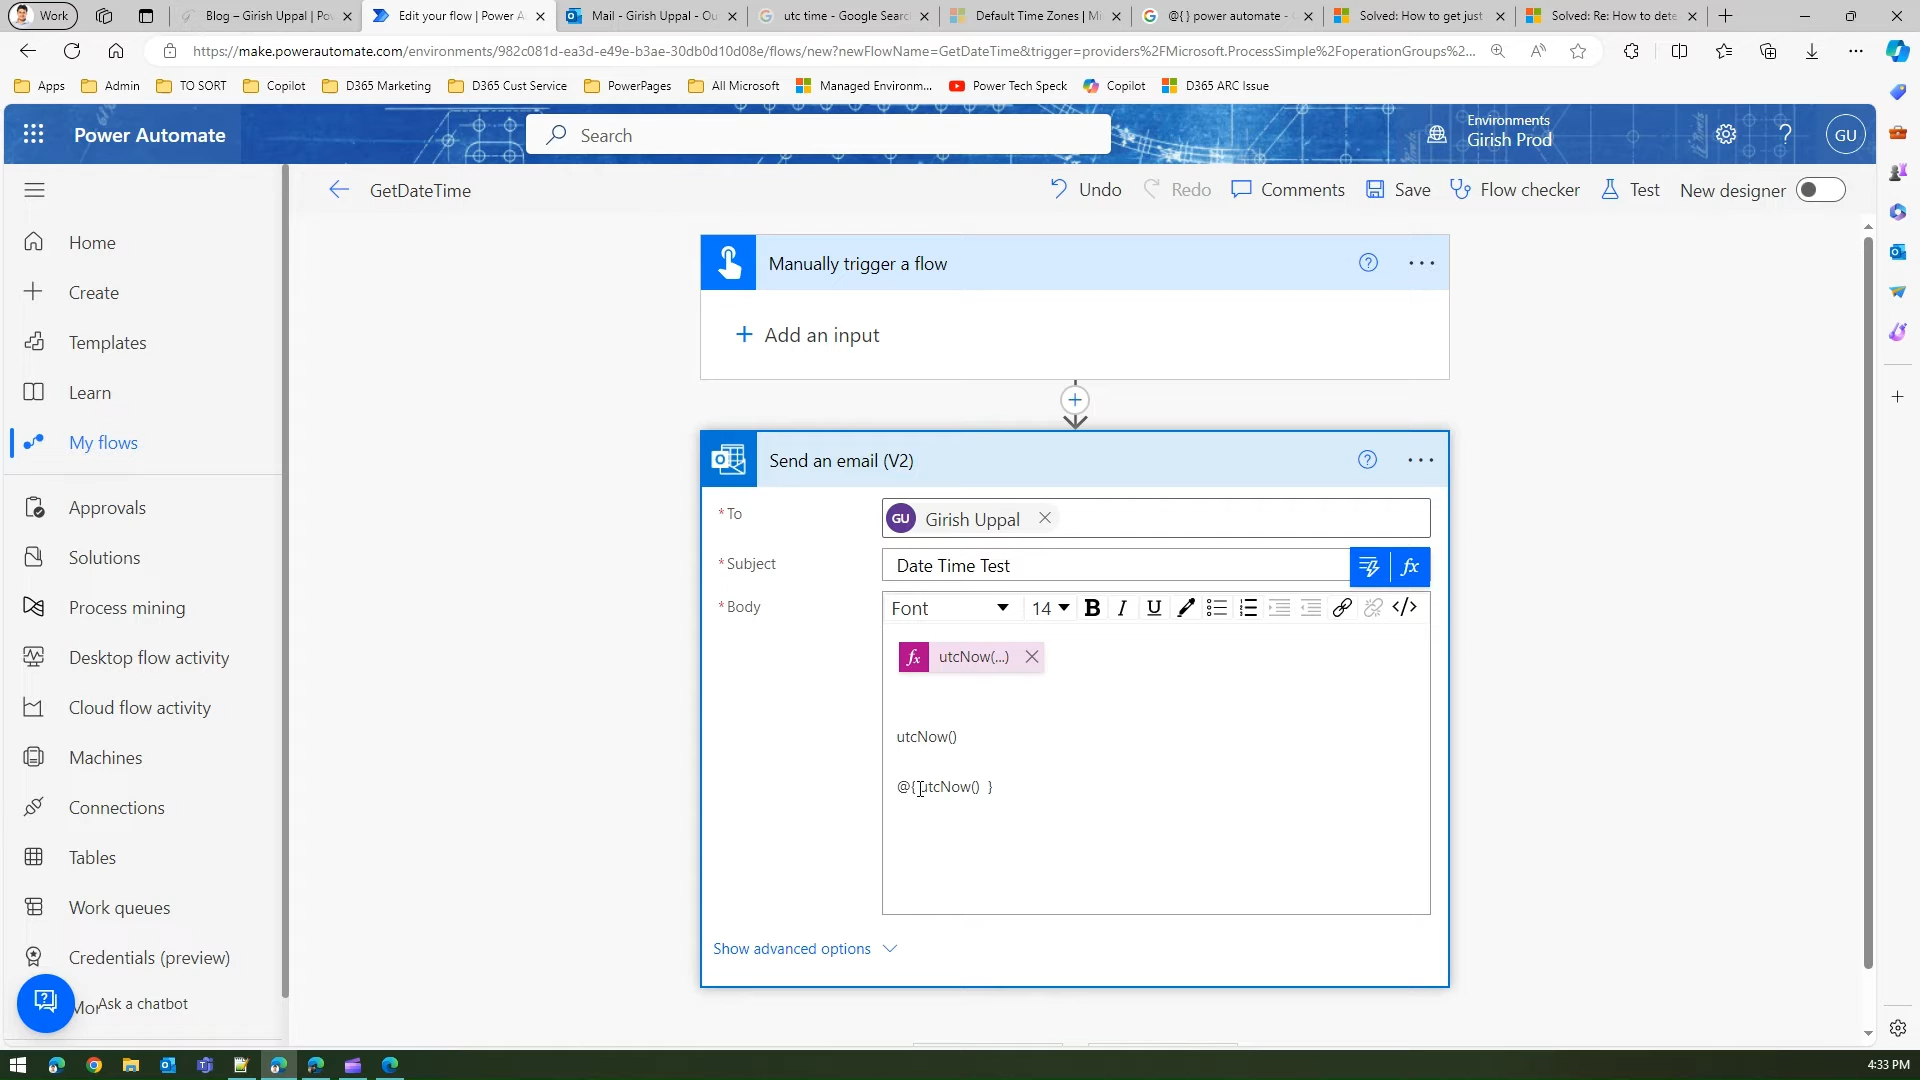 Work
Blog – Girish Uppal | Po
Edit your flow | Power A
Mail - Girish Uppal - Ou
utc time - Google Searc
Default Time Zones | Mi
@{ } power automate -
Solved: How to get just
Solved: Re: How to dete
https://make.powerautomate.com/environments/982c081d-ea3d-e49e-b3ae-30db0d10d08e/flows/new?newFlowName=GetDateTime&trigger=providers%2FMicrosoft.ProcessSimple%2FoperationGroups%2...
Apps
Admin
TO SORT
Copilot
D365 Marketing
D365 Cust Service
PowerPages
All Microsoft
Managed Environm...
Power Tech Speck
Copilot
D365 ARC Issue
Power Automate
Search
Environments
Girish Prod
GU
GetDateTime
Undo
Redo
Comments
Save
Flow checker
Test
New designer
Home
Create
Templates
Learn
My flows
Approvals
Solutions
Process mining
Desktop flow activity
Cloud flow activity
Machines
Connections
Tables
Work queues
Credentials (preview)
Mor
Ask a chatbot
Manually trigger a flow
Add an input
Send an email (V2)
*To
GU Girish Uppal
*Subject
Date Time Test
fx
*Body
Font
14
B I U </>
fx utcNow(...)
utcNow()
@{ utcNow() }
Show advanced options
4:33 PM